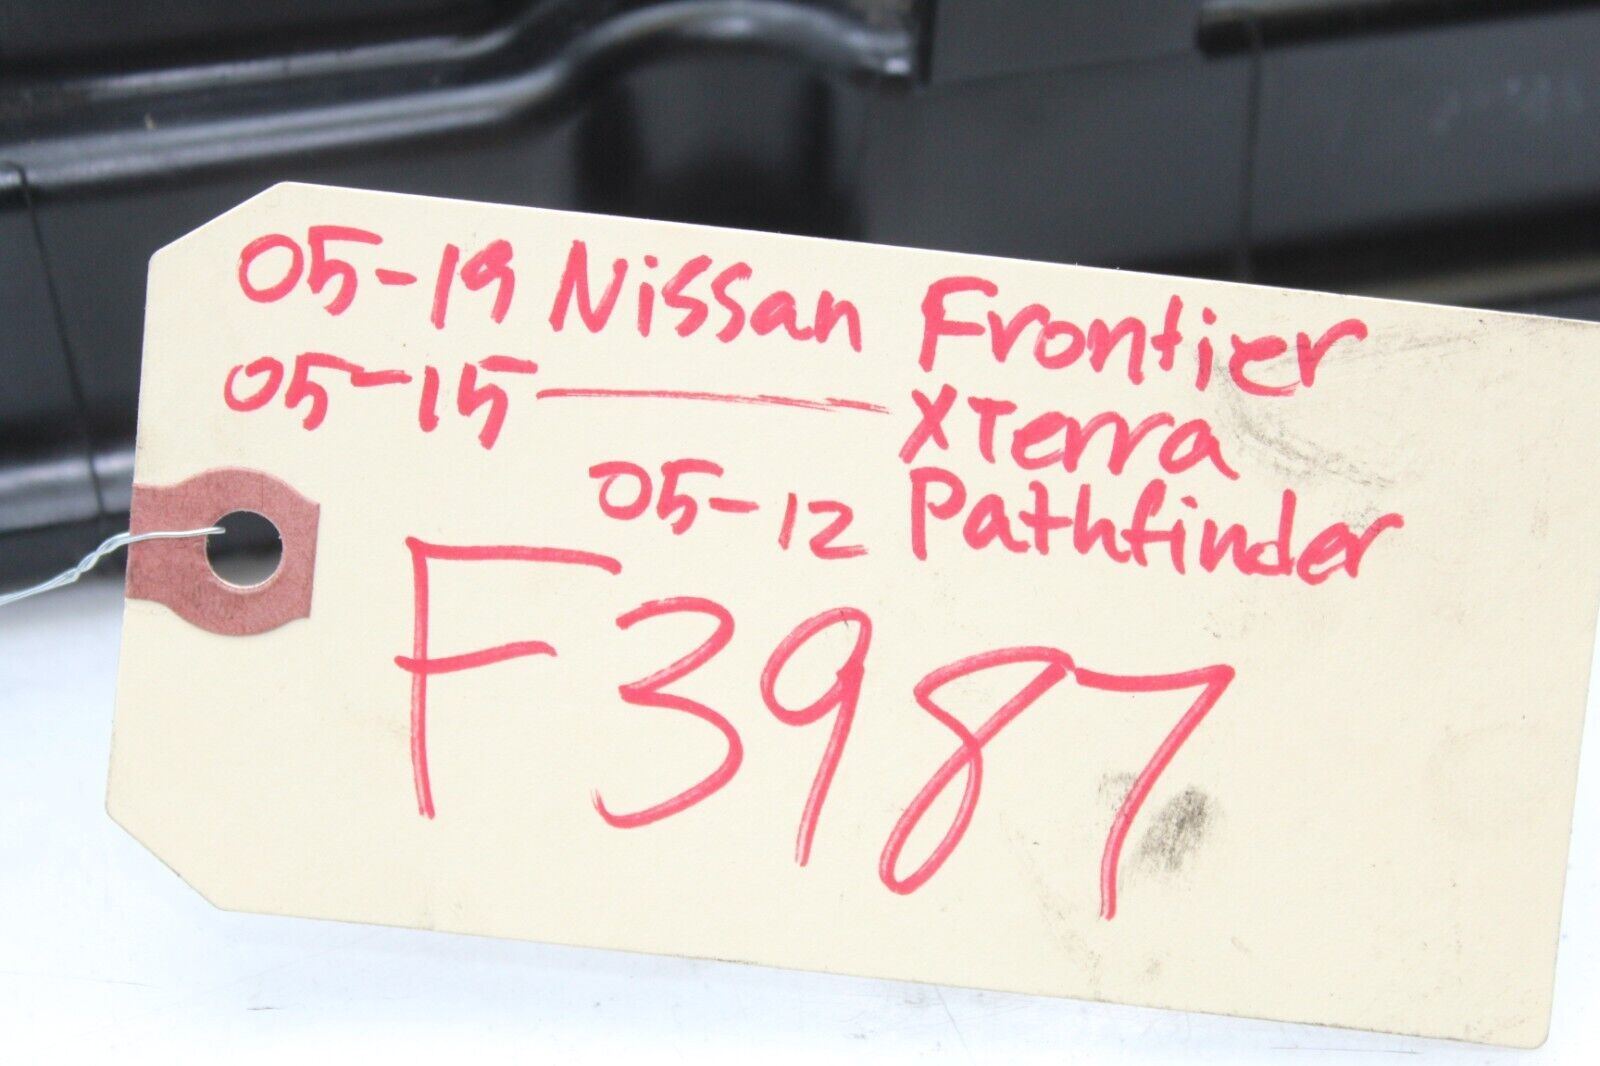 05-19 Nissan Frontier
05-15 — XTerra
05-12 Pathfinder
F3987